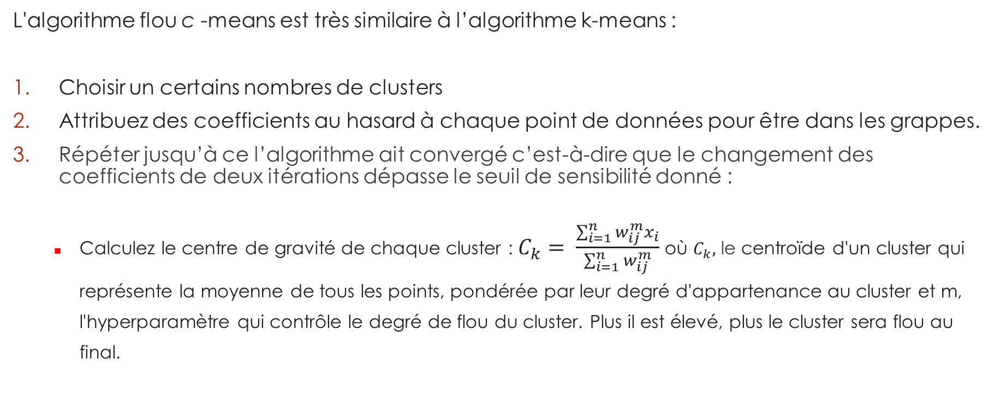 L'algorithme flou c -means est très similaire à l’algorithme k-means :
1. Choisir un certains nombres de clusters
2. Attribuez des coefficients au hasard à chaque point de données pour être dans les grappes.
3. Répéter jusqu’à ce l’algorithme ait convergé c’est-à-dire que le changement des
coefficients de deux itérations dépasse le seuil de sensibilité donné :
▪ Calculez le centre de gravité de chaque cluster : $C_k = \frac{\sum_{i=1}^{n} w_{ij}^{m} x_i}{\sum_{i=1}^{n} w_{ij}^{m}}$ où $C_k$, le centroïde d'un cluster qui
représente la moyenne de tous les points, pondérée par leur degré d'appartenance au cluster et m,
l'hyperparamètre qui contrôle le degré de flou du cluster. Plus il est élevé, plus le cluster sera flou au
final.